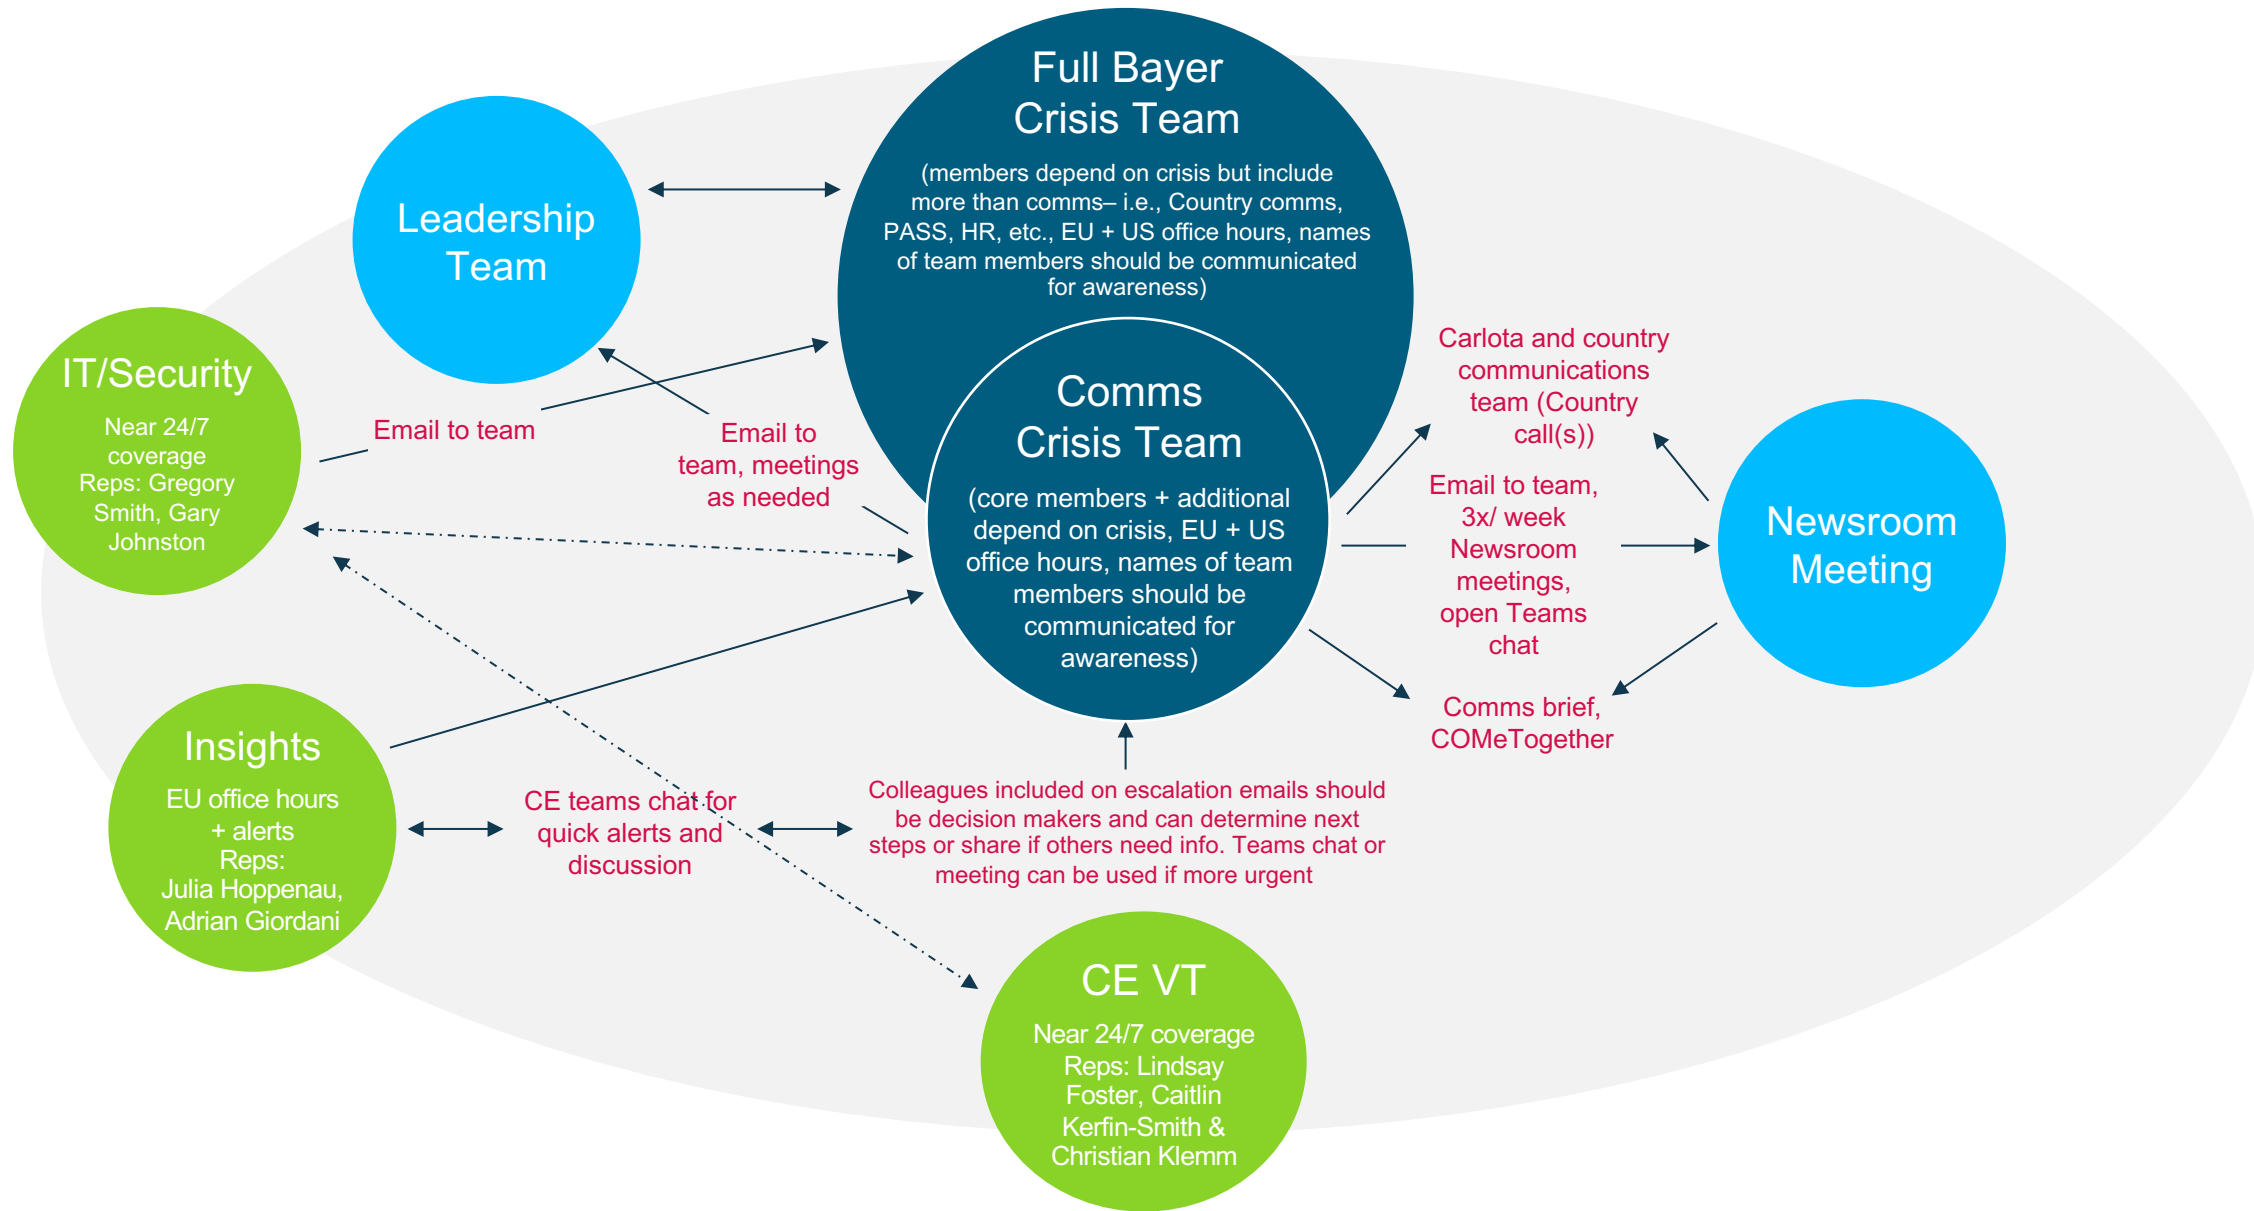 Full Bayer
Crisis Team
(members depend on crisis but include
more than comms– i.e., Country comms,
PASS, HR, etc., EU + US office hours, names
of team members should be communicated
for awareness)
Leadership
Team
IT/Security
Near 24/7
coverage
Reps: Gregory
Smith, Gary
Johnston
Email to team
Email to
team, meetings
as needed
Comms
Crisis Team
(core members + additional
depend on crisis, EU + US
office hours, names of team
members should be
communicated for
awareness)
Carlota and country
communications
team (Country
call(s))
Email to team,
3x/ week
Newsroom
meetings,
open Teams
chat
Comms brief,
COMeTogether
Newsroom
Meeting
Insights
EU office hours
+ alerts
Reps:
Julia Hoppenau,
Adrian Giordani
CE teams chat for
quick alerts and
discussion
Colleagues included on escalation emails should
be decision makers and can determine next
steps or share if others need info. Teams chat or
meeting can be used if more urgent
CE VT
Near 24/7 coverage
Reps: Lindsay
Foster, Caitlin
Kerfin-Smith &
Christian Klemm